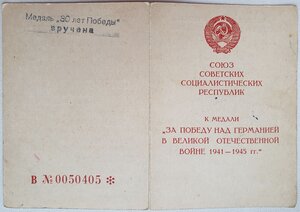 Медаль „30 лет Победы"
вручена
В № 0050405 *
СОЮЗ
СОВЕТСКИХ
СОЦИАЛИСТИЧЕСКИХ
РЕСПУБЛИК
К МЕДАЛИ
„ЗА ПОБЕДУ НАД ГЕРМАНИЕЙ
В ВЕЛИКОЙ ОТЕЧЕСТВЕННОЙ
ВОЙНЕ 1941—1945 гг."